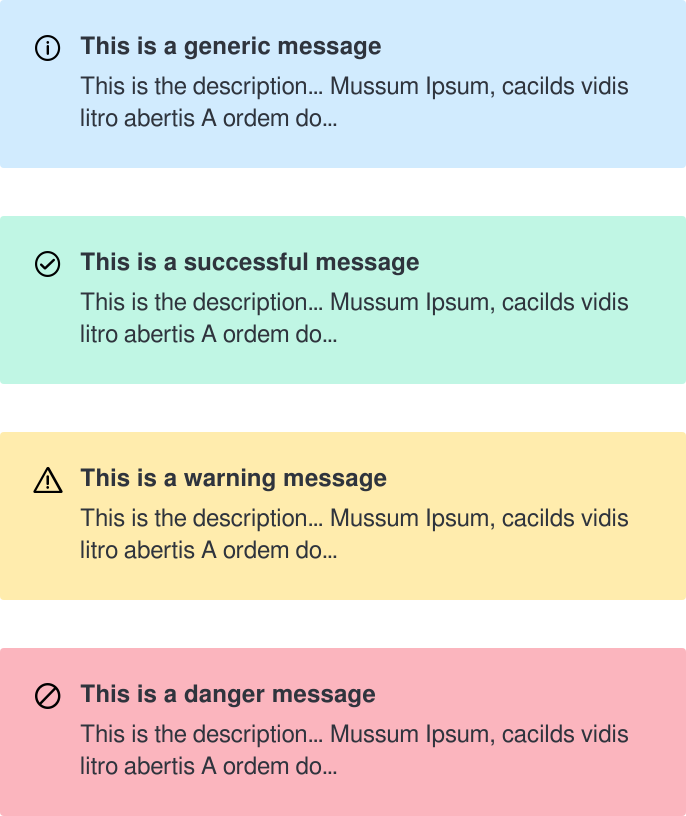 This is a generic message
This is the description... Mussum Ipsum, cacilds vidis
litro abertis A ordem do...
This is a successful message
This is the description... Mussum Ipsum, cacilds vidis
litro abertis A ordem do...
This is a warning message
This is the description... Mussum Ipsum, cacilds vidis
litro abertis A ordem do...
This is a danger message
This is the description... Mussum Ipsum, cacilds vidis
litro abertis A ordem do...